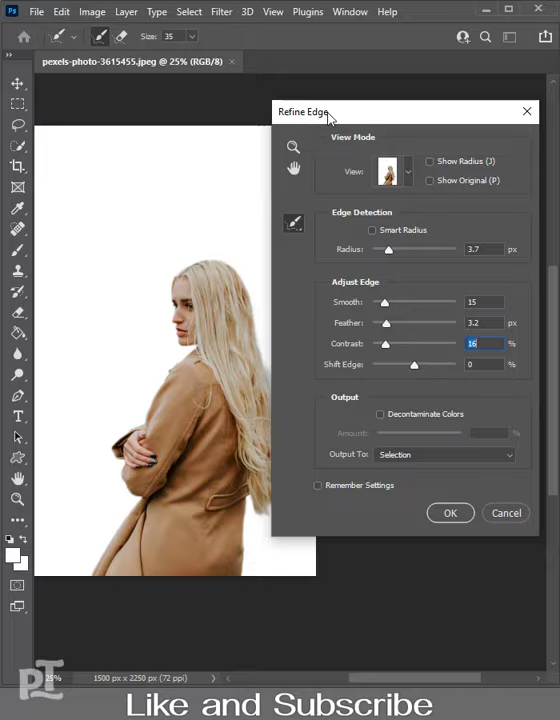 Ps File Edit Image Layer Type Select Filter 3D View Plugins Window Help
Size: 35
pexels-photo-3615455.jpeg @ 25% (RGB/8) ×
Refine Edge
View Mode
View:
Show Radius (J)
Show Original (P)
Edge Detection
Smart Radius
Radius: 3.7 px
Adjust Edge
Smooth: 15
Feather: 3.2 px
Contrast: 16 %
Shift Edge: 0 %
Output
Decontaminate Colors
Amount: %
Output To: Selection
Remember Settings
OK Cancel
PT
25% 1500 px x 2250 px (72 ppi)
Like and Subscribe